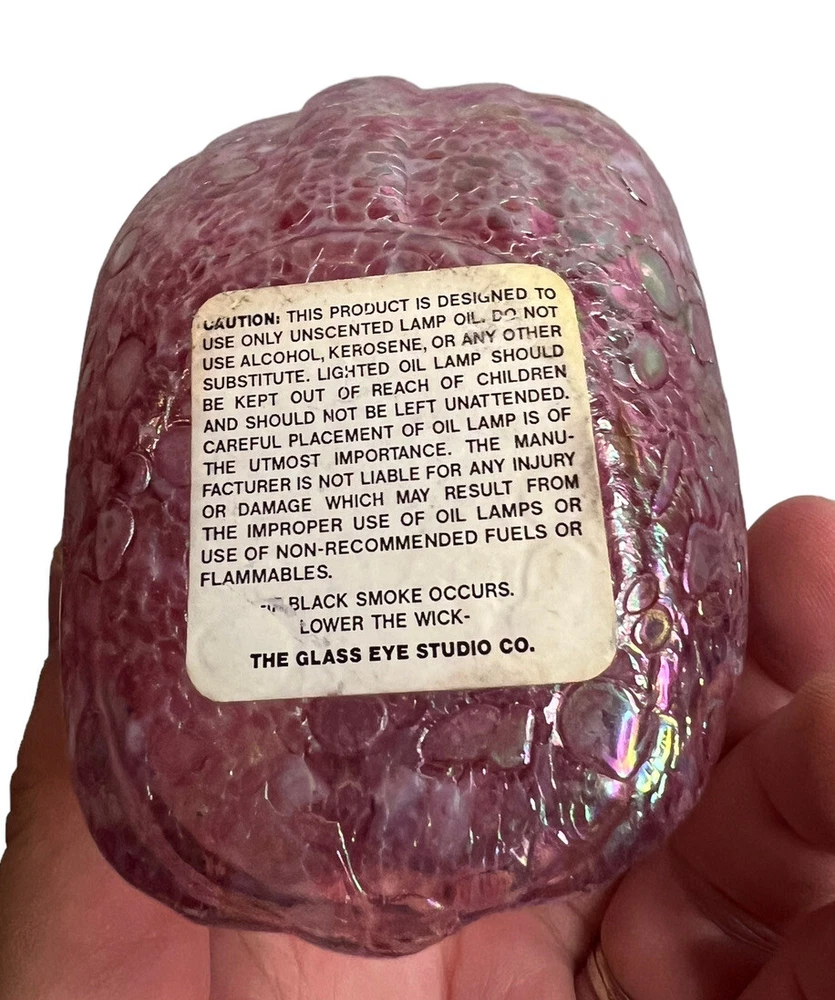 CAUTION: THIS PRODUCT IS DESIGNED TO
USE ONLY UNSCENTED LAMP OIL. DO NOT
USE ALCOHOL, KEROSENE, OR ANY OTHER
SUBSTITUTE. LIGHTED OIL LAMP SHOULD
BE KEPT OUT OF REACH OF CHILDREN
AND SHOULD NOT BE LEFT UNATTENDED.
CAREFUL PLACEMENT OF OIL LAMP IS OF
THE UTMOST IMPORTANCE. THE MANU-
FACTURER IS NOT LIABLE FOR ANY INJURY
OR DAMAGE WHICH MAY RESULT FROM
THE IMPROPER USE OF OIL LAMPS OR
USE OF NON-RECOMMENDED FUELS OR
FLAMMABLES.
-IF BLACK SMOKE OCCURS.
LOWER THE WICK-
THE GLASS EYE STUDIO CO.